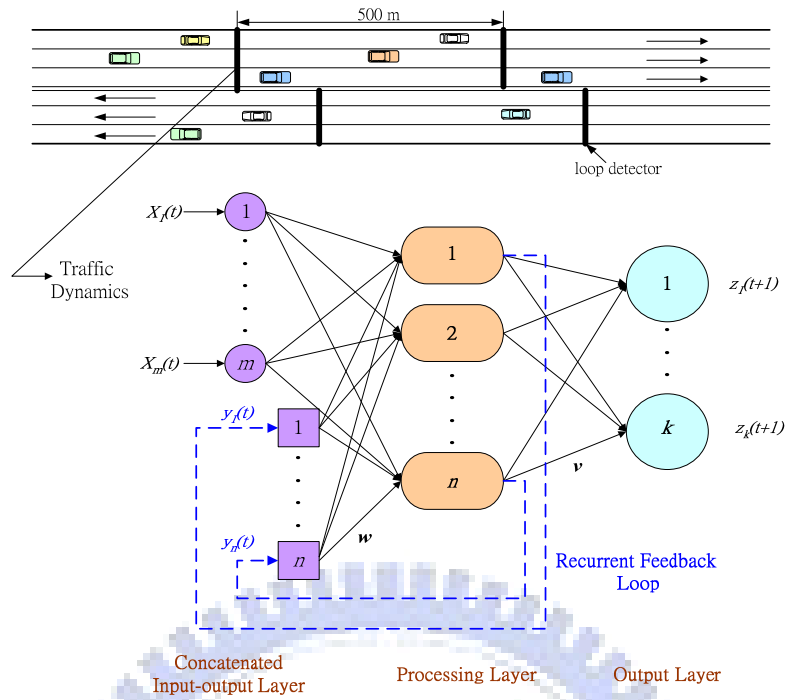 500 m
loop detector
Traffic
Dynamics
X1(t)
1
Xm(t)
m
y1(t)
1
yn(t)
n
w
1
2
n
v
1
z1(t+1)
k
zk(t+1)
Recurrent Feedback
Loop
Concatenated
Input-output Layer
Processing Layer
Output Layer